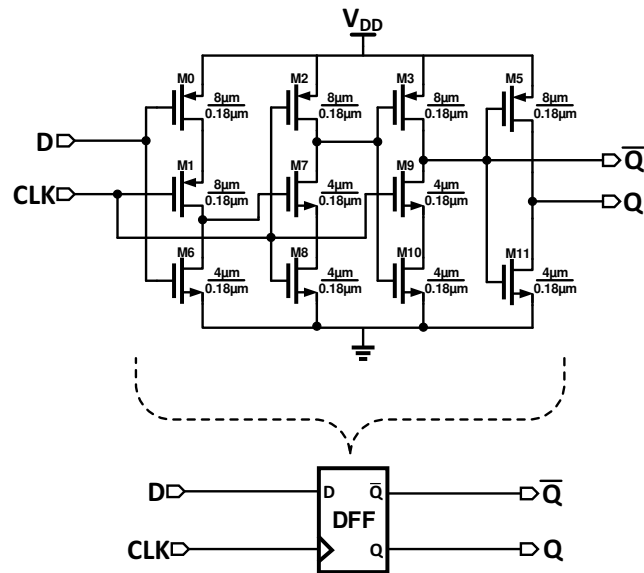 VDD
M0 M2 M3 M5
8µm 8µm 8µm 8µm
0.18µm 0.18µm 0.18µm 0.18µm
D
Q
M1 M7 M9
8µm 4µm 4µm
CLK
0.18µm 0.18µm 0.18µm
Q
M6 M8 M10 M11
4µm 4µm 4µm 4µm
0.18µm 0.18µm 0.18µm 0.18µm
D D Q Q
DFF
CLK Q Q